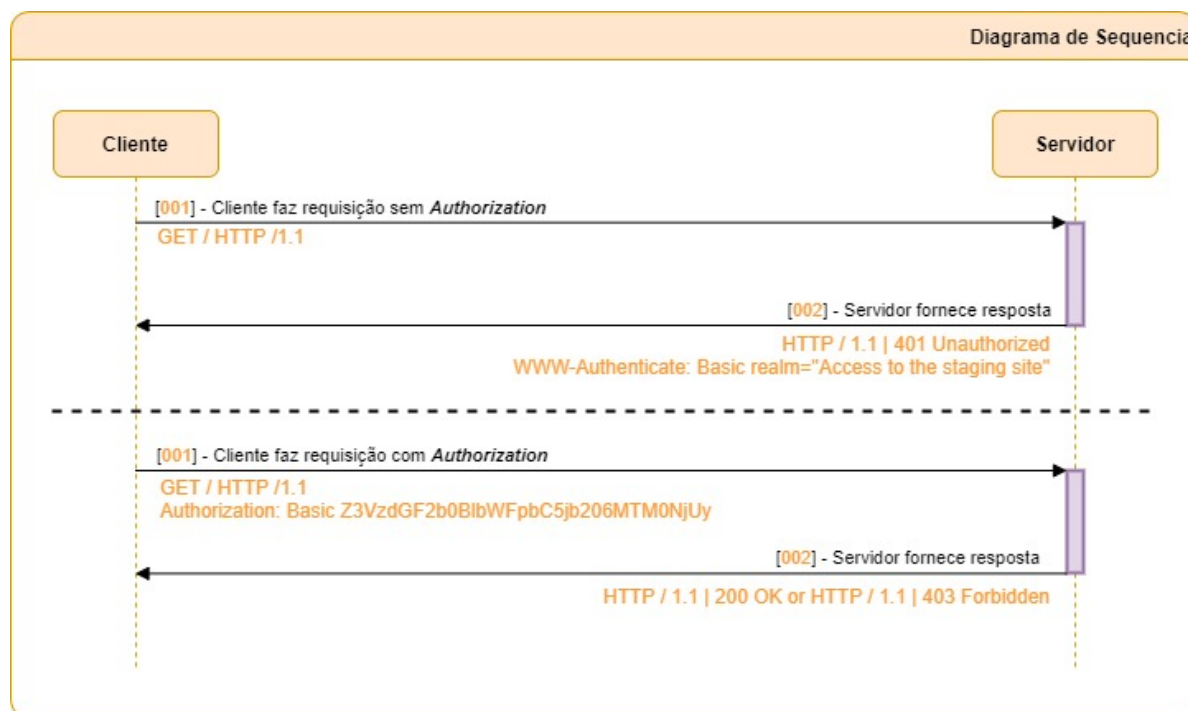 Diagrama de Sequencia
Cliente
Servidor
[001] - Cliente faz requisição sem Authorization
GET / HTTP /1.1
[002] - Servidor fornece resposta
HTTP / 1.1 | 401 Unauthorized
WWW-Authenticate: Basic realm="Access to the staging site"
[001] - Cliente faz requisição com Authorization
GET / HTTP /1.1
Authorization: Basic Z3VzdGF2b0BlbWFpbC5jb206MTM0NjUy
[002] - Servidor fornece resposta
HTTP / 1.1 | 200 OK or HTTP / 1.1 | 403 Forbidden